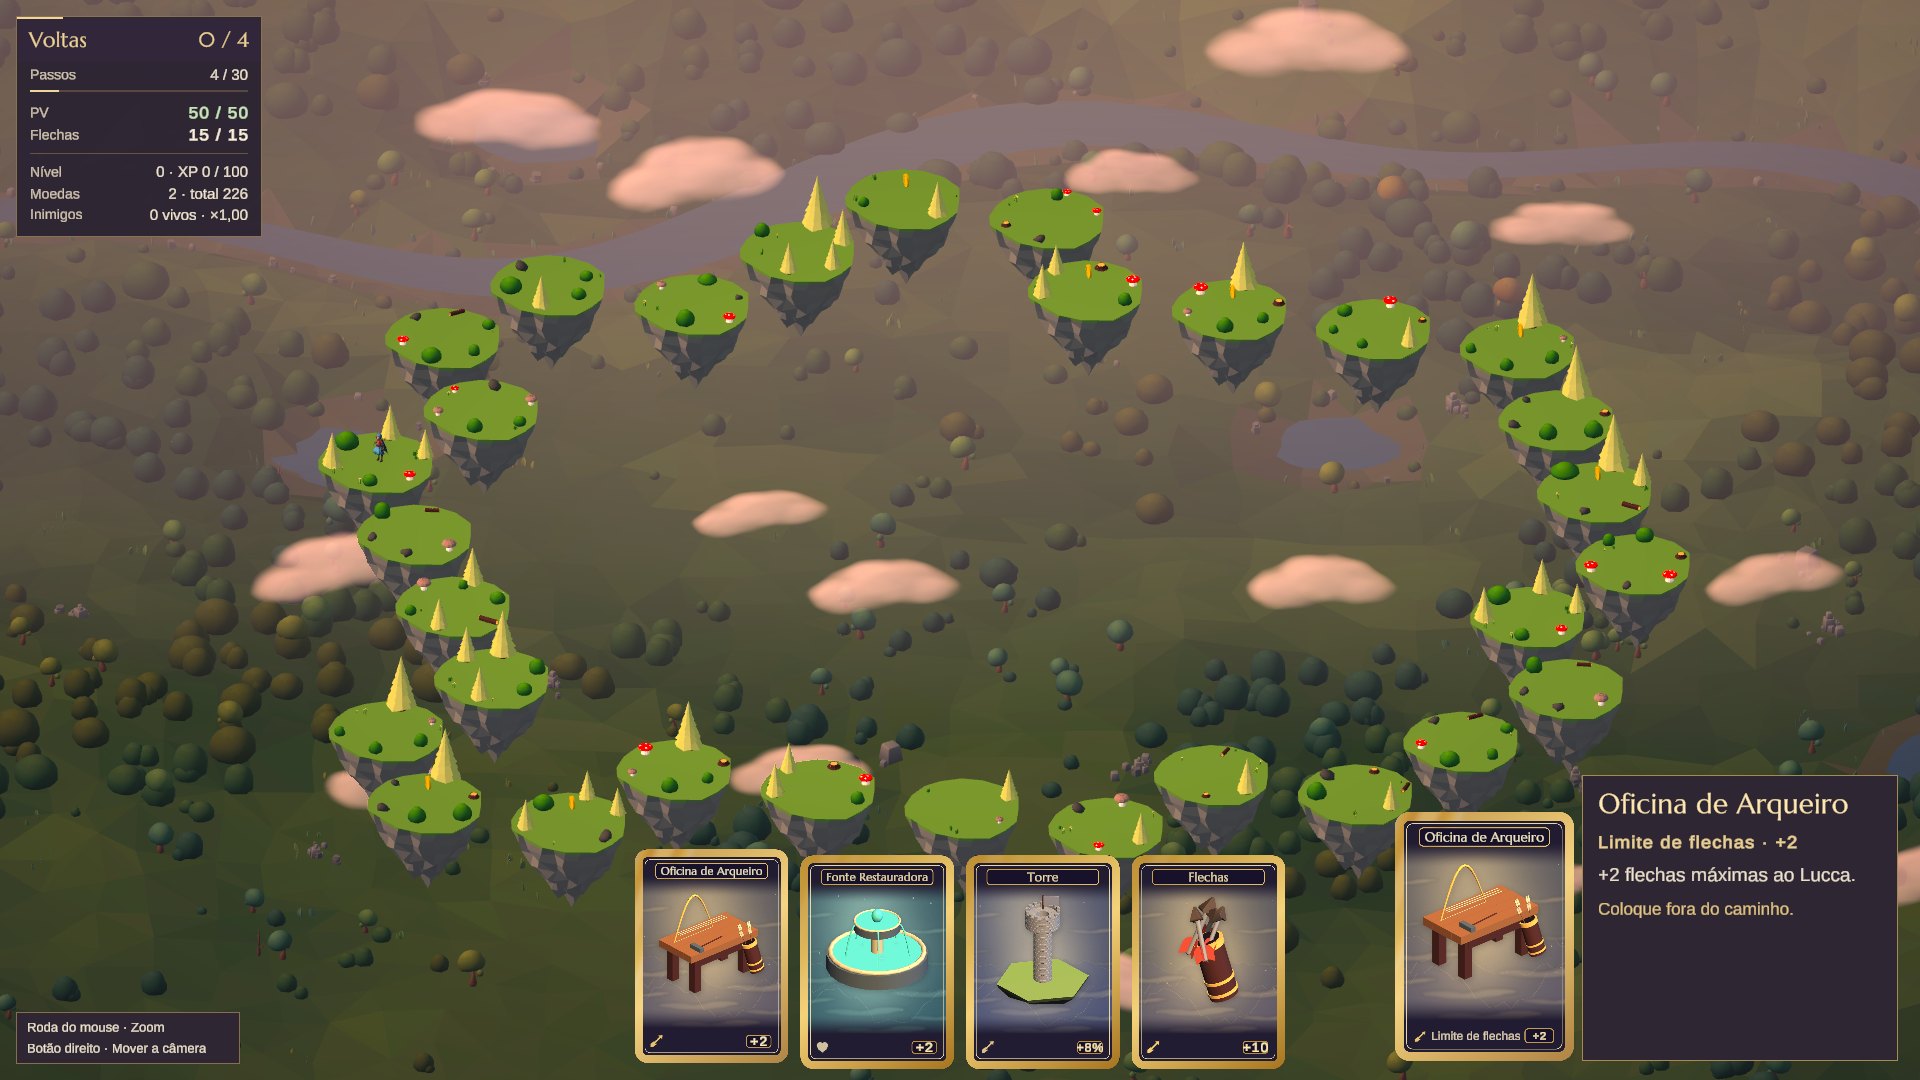 Voltas 0 / 4
Passos 4 / 30
PV 50 / 50
Flechas 15 / 15
Nível 0 · XP 0 / 100
Moedas 2 · total 226
Inimigos 0 vivos · ×1,00
Oficina de Arqueiro
+2
Fonte Restauradora
+2
Torre
+8%
Flechas
+10
Oficina de Arqueiro
Limite de flechas +2
Oficina de Arqueiro
Limite de flechas · +2
+2 flechas máximas ao Lucca.
Coloque fora do caminho.
Roda do mouse · Zoom
Botão direito · Mover a câmera